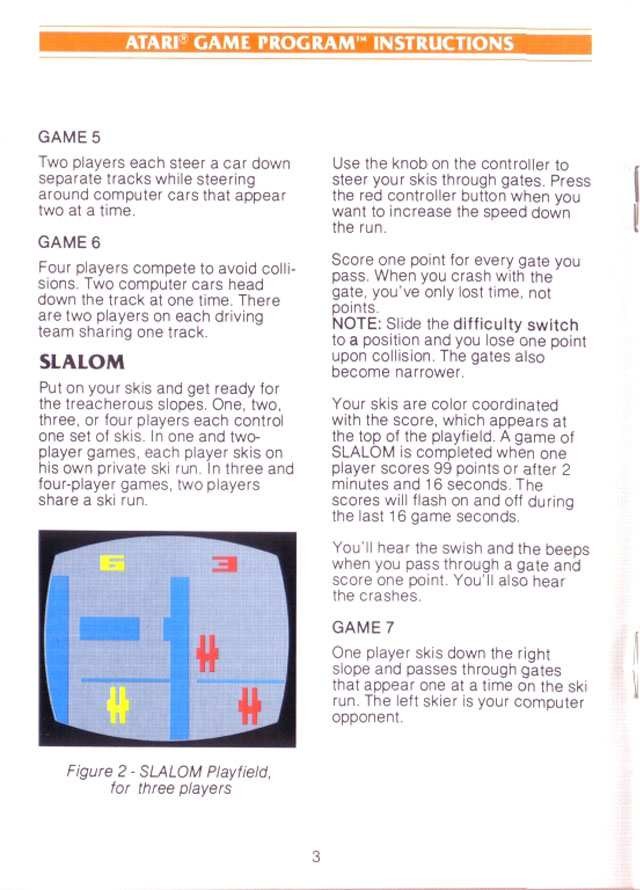 ATARI® GAME PROGRAM™ INSTRUCTIONS
GAME 5
Two players each steer a car down
separate tracks while steering
around computer cars that appear
two at a time.
GAME 6
Four players compete to avoid colli-
sions. Two computer cars head
down the track at one time. There
are two players on each driving
team sharing one track.
SLALOM
Put on your skis and get ready for
the treacherous slopes. One, two,
three, or four players each control
one set of skis. In one and two-
player games, each player skis on
his own private ski run. In three and
four-player games, two players
share a ski run.
6 3
Figure 2 - SLALOM Playfield,
for three players
Use the knob on the controller to
steer your skis through gates. Press
the red controller button when you
want to increase the speed down
the run.
Score one point for every gate you
pass. When you crash with the
gate, you've only lost time, not
points.
NOTE: Slide the difficulty switch
to a position and you lose one point
upon collision. The gates also
become narrower.
Your skis are color coordinated
with the score, which appears at
the top of the playfield. A game of
SLALOM is completed when one
player scores 99 points or after 2
minutes and 16 seconds. The
scores will flash on and off during
the last 16 game seconds.
You'll hear the swish and the beeps
when you pass through a gate and
score one point. You'll also hear
the crashes.
GAME 7
One player skis down the right
slope and passes through gates
that appear one at a time on the ski
run. The left skier is your computer
opponent.
3